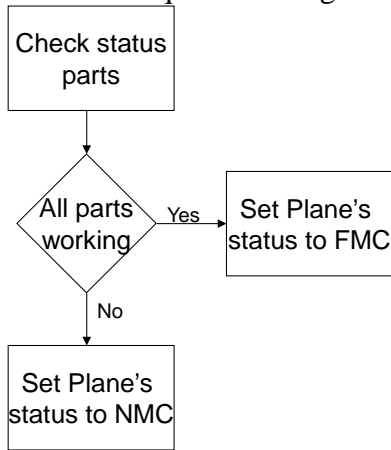 Check status
parts
All parts
working
Yes
Set Plane's
status to FMC
No
Set Plane's
status to NMC